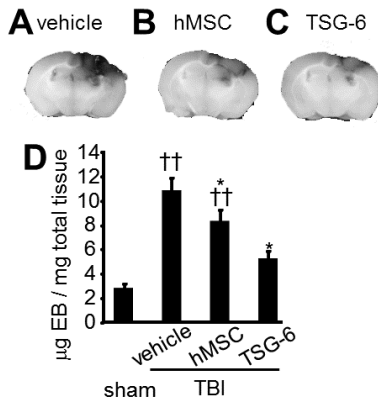 A vehicle
B hMSC
C TSG-6
D
μg EB / mg total tissue
14
12
10
8
6
4
2
0
††
*
††
*
vehicle
hMSC
TSG-6
sham
TBI